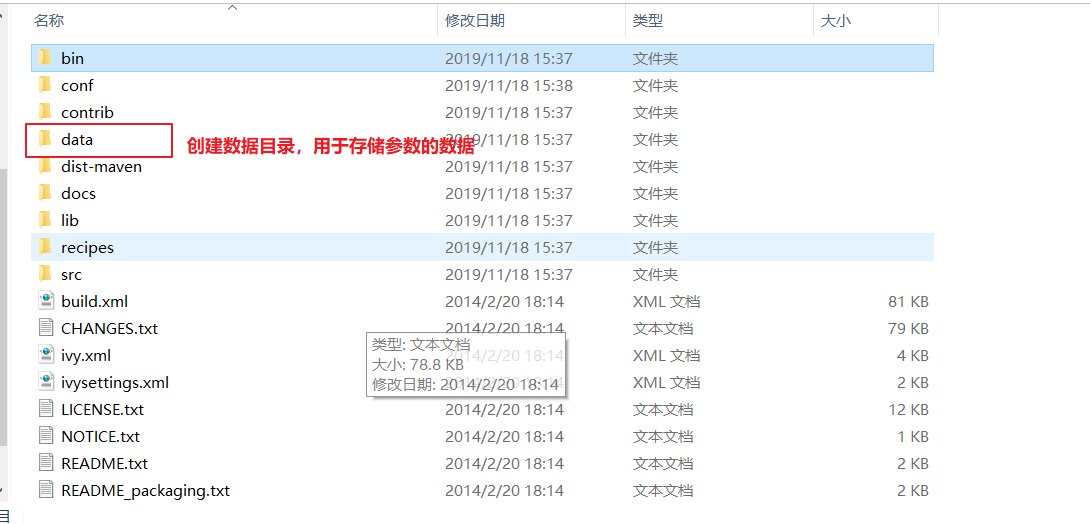 名称 修改日期 类型 大小
bin 2019/11/18 15:37 文件夹
conf 2019/11/18 15:38 文件夹
contrib 2019/11/18 15:37 文件夹
data 2019/11/18 15:37 文件夹
创建数据目录，用于存储参数的数据
dist-maven 2019/11/18 15:37 文件夹
docs 2019/11/18 15:37 文件夹
lib 2019/11/18 15:37 文件夹
recipes 2019/11/18 15:37 文件夹
src 2019/11/18 15:37 文件夹
build.xml 2014/2/20 18:14 XML 文档 81 KB
CHANGES.txt 2014/2/20 18:14 文本文档 79 KB
类型: 文本文档
大小: 78.8 KB
修改日期: 2014/2/20 18:14
ivy.xml XML 文档 4 KB
ivysettings.xml XML 文档 2 KB
LICENSE.txt 2014/2/20 18:14 文本文档 12 KB
NOTICE.txt 2014/2/20 18:14 文本文档 1 KB
README.txt 2014/2/20 18:14 文本文档 2 KB
README_packaging.txt 2014/2/20 18:14 文本文档 2 KB